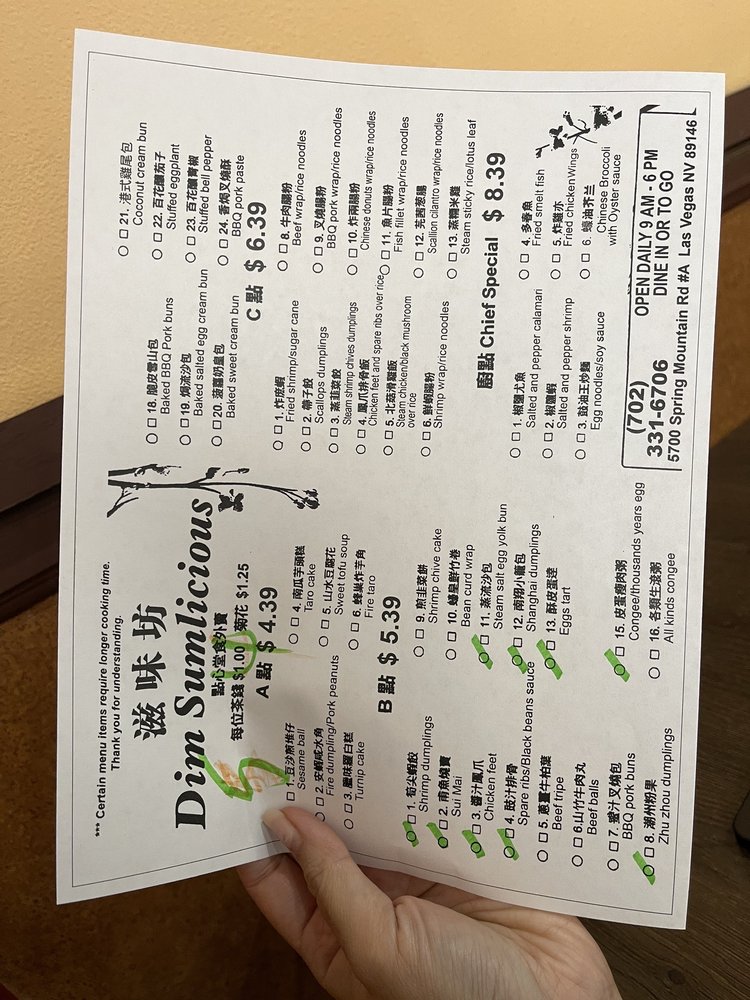 *** Certain menu items require longer cooking time.
Thank you for understanding.
滋味坊
Dim Sumlicious
點心堂食外賣
每位茶錢 $1.00 菊花 $1.25
A 點 $ 4.39
1. 豆沙煎堆仔
Sesame ball
2. 安蝦咸水角
Fire dumpling/Pork peanuts
3. 臘味羅白糕
Turnip cake
4. 南瓜芋頭糕
Taro cake
5. 山水豆腐花
Sweet tofu soup
6. 蜂巢炸芋角
Fire taro
B 點 $ 5.39
1. 筍尖蝦餃
Shrimp dumplings
2. 南魚燒賣
Sui Mai
3. 醬汁鳳爪
Chicken feet
4. 豉汁排骨
Spare ribs/Black beans sauce
5. 蔥薑牛柏葉
Beef tripe
6.山竹牛肉丸
Beef balls
7. 蜜汁叉燒包
BBQ pork buns
8. 潮州粉果
Zhu zhou dumplings
9. 煎韭菜餅
Shrimp chive cake
10. 蠔皇鮮竹卷
Bean curd wrap
11. 蒸流沙包
Steam salt egg yolk bun
12. 南翔小籠包
Shanghai dumplings
13. 酥皮蛋撻
Eggs tart
15. 皮蛋瘦肉粥
Congee/thousands years egg
16. 各類生滾粥
All kinds congee
18. 脆皮雪山包
Baked BBQ Pork buns
19. 焗流沙包
Baked salted egg cream bun
20. 菠蘿奶皇包
Baked sweet cream bun
21. 港式雞尾包
Coconut cream bun
22. 百花釀茄子
Stuffed eggplant
23. 百花釀青椒
Stuffed bell pepper
24. 香焗叉燒酥
BBQ pork paste
C 點 $ 6.39
1. 炸庶蝦
Fried shrimp/sugar cane
2. 帶子餃
Scallops dumplings
3. 蒸韮菜餃
Steam shrimp chives dumplings
4. 鳳爪排骨飯
Chicken feet and spare ribs over rice
5. 北菇滑雞飯
Steam chicken/black mushroom
over rice
6. 鮮蝦腸粉
Shrimp wrap/rice noodles
8. 牛肉腸粉
Beef wrap/rice noodles
9. 叉燒腸粉
BBQ pork wrap/rice noodles
10. 炸兩腸粉
Chinese donuts wrap/rice noodles
11. 魚片腸粉
Fish fillet wrap/rice noodles
12. 芫茜葱腸
Scallion cilantro wrap/rice noodles
13. 蒸糯米雞
Steam sticky rice/lotus leaf
廚點 Chief Special $ 8.39
1. 椒鹽尤魚
Salted and pepper calamari
2. 椒鹽蝦
Salted and pepper shrimp
3. 豉油王炒麵
Egg noodles/soy sauce
4. 多春魚
Fried smelt fish
5. 炸雞亦
Fried chicken Wings
6. 蠔油芥兰
Chinese Broccoli
with Oyster sauce
(702)
331-6706
OPEN DAILY 9 AM - 6 PM
DINE IN OR TO GO
5700 Spring Mountain Rd #A Las Vegas NV 89146